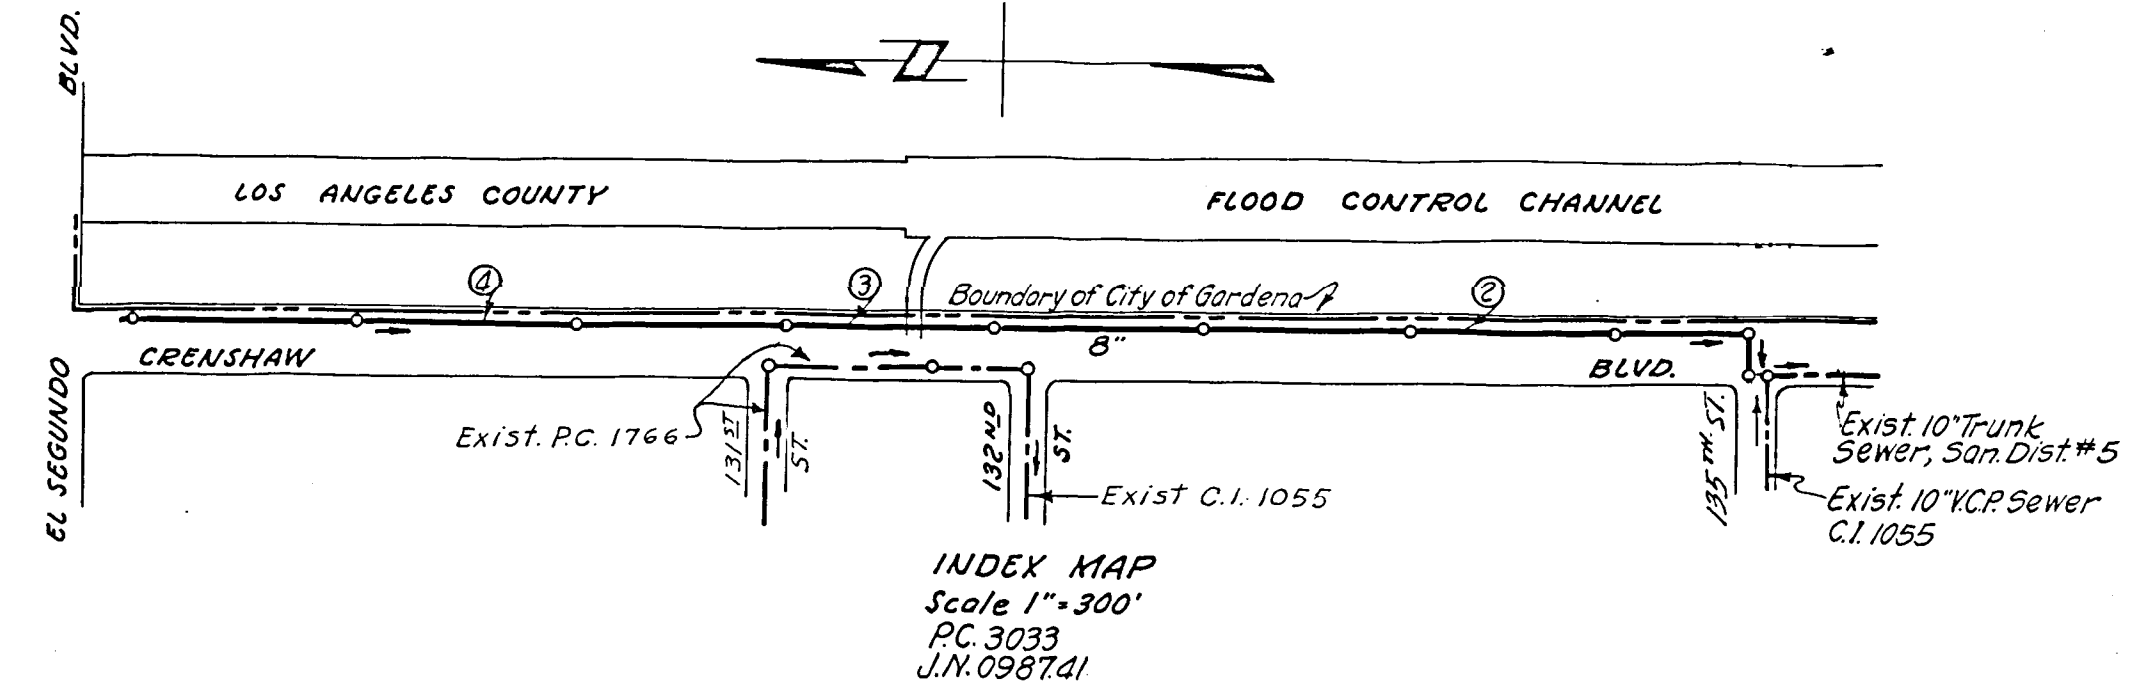 BLVD.
LOS ANGELES COUNTY
FLOOD CONTROL CHANNEL
4
3
Boundary of City of Gardena
2
CRENSHAW
8"
BLVD.
EL SEGUNDO
Exist. P.C. 1766
131ST
ST.
132ND
ST.
Exist C.I. 1055
135TH. ST.
Exist. 10" Trunk
Sewer, San. Dist. #5
Exist. 10" V.C.P. Sewer
C.I. 1055
INDEX MAP
Scale 1"=300'
P.C. 3033
J.N. 0987.41